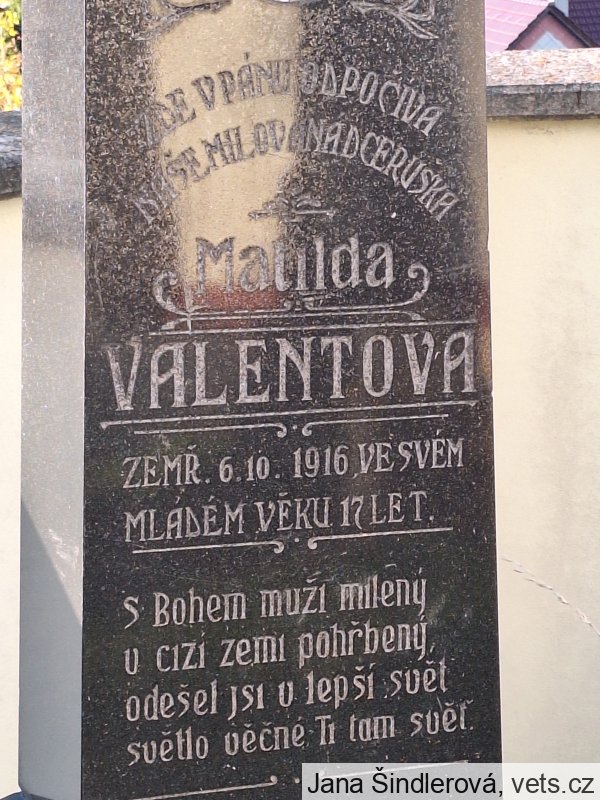 ZDE V PÁNU ODPOČÍVÁ
NAŠE MILOVANÁ DCERUŠKA
Matilda
VALENTOVÁ
ZEMŘ. 6.10. 1916 VE SVÉM
MLÁDÉM VĚKU 17 LET.
S Bohem muži milený
v cizí zemi pohřbený,
odešel jsi v lepší svět
světlo věčné Ti tam svěť.
Jana Šindlerová, vets.cz